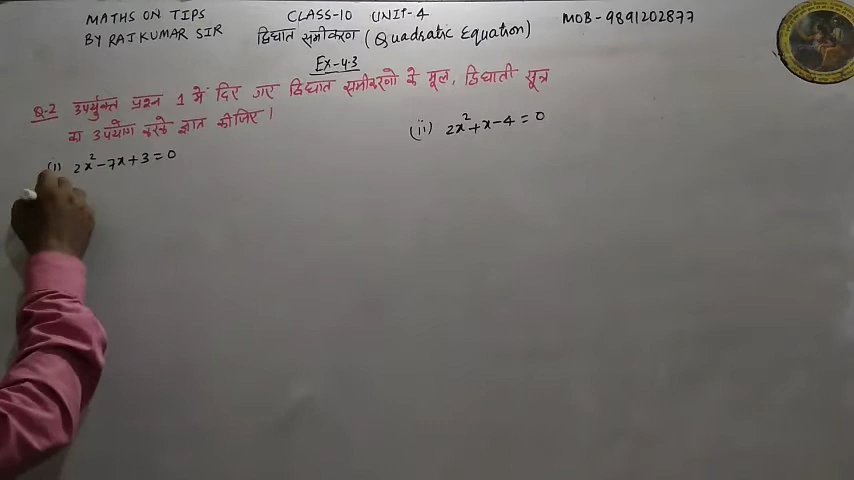 MATHS ON TIPS
BY RAJKUMAR SIR
CLASS-10 UNIT-4
द्विघात समीकरण (Quadratic Equation)
MOB-9891202877
Ex-4.3
Q-2 उपर्युक्त प्रश्न 1 में दिए गए द्विघात समीकरणो के मूल, द्विघाती सूत्र
का उपयोग करके ज्ञात कीजिए।
(i) 2x²-7x+3=0
(ii) 2x²+x-4=0